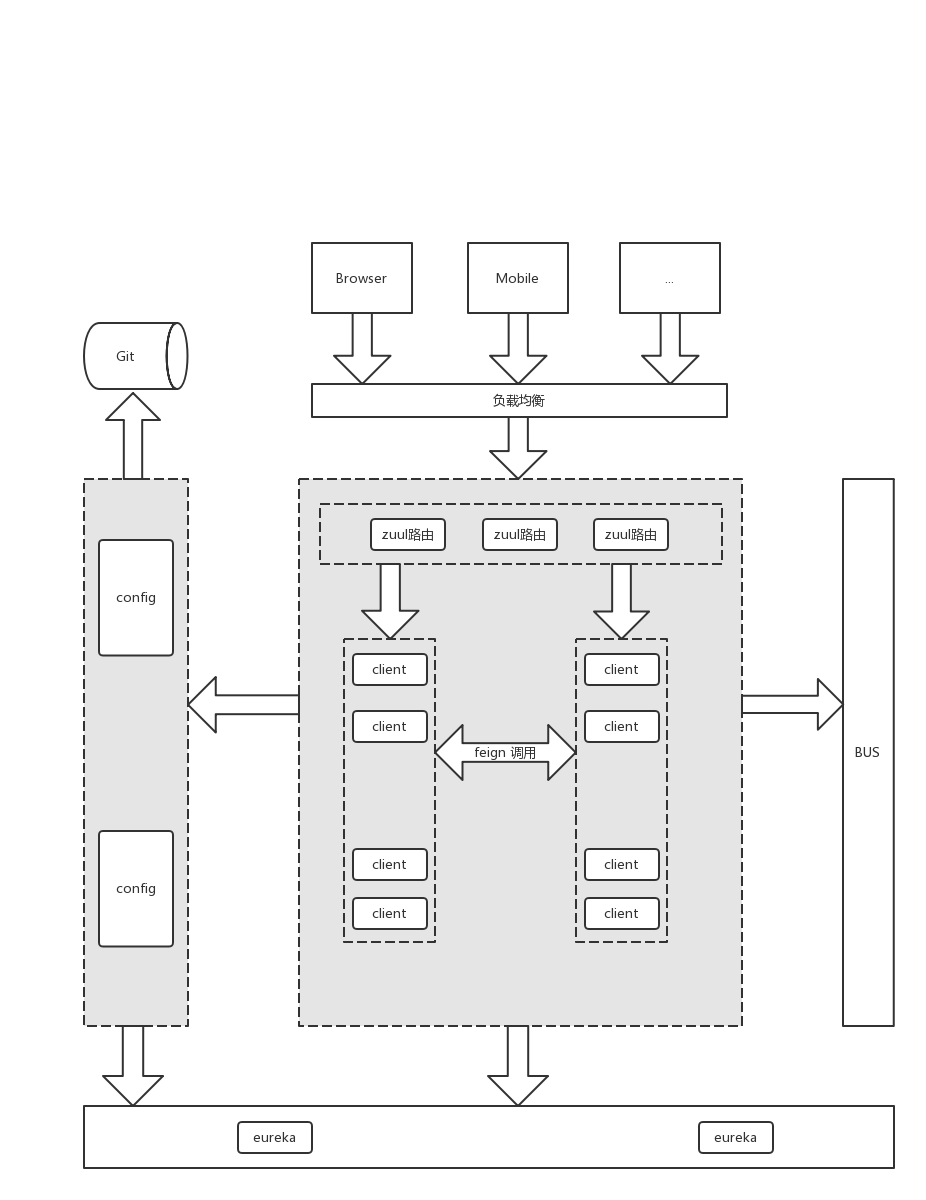 Browser
Mobile
...
Git
负载均衡
zuul路由
zuul路由
zuul路由
config
client
client
client
client
feign 调用
BUS
client
client
config
client
client
eureka
eureka